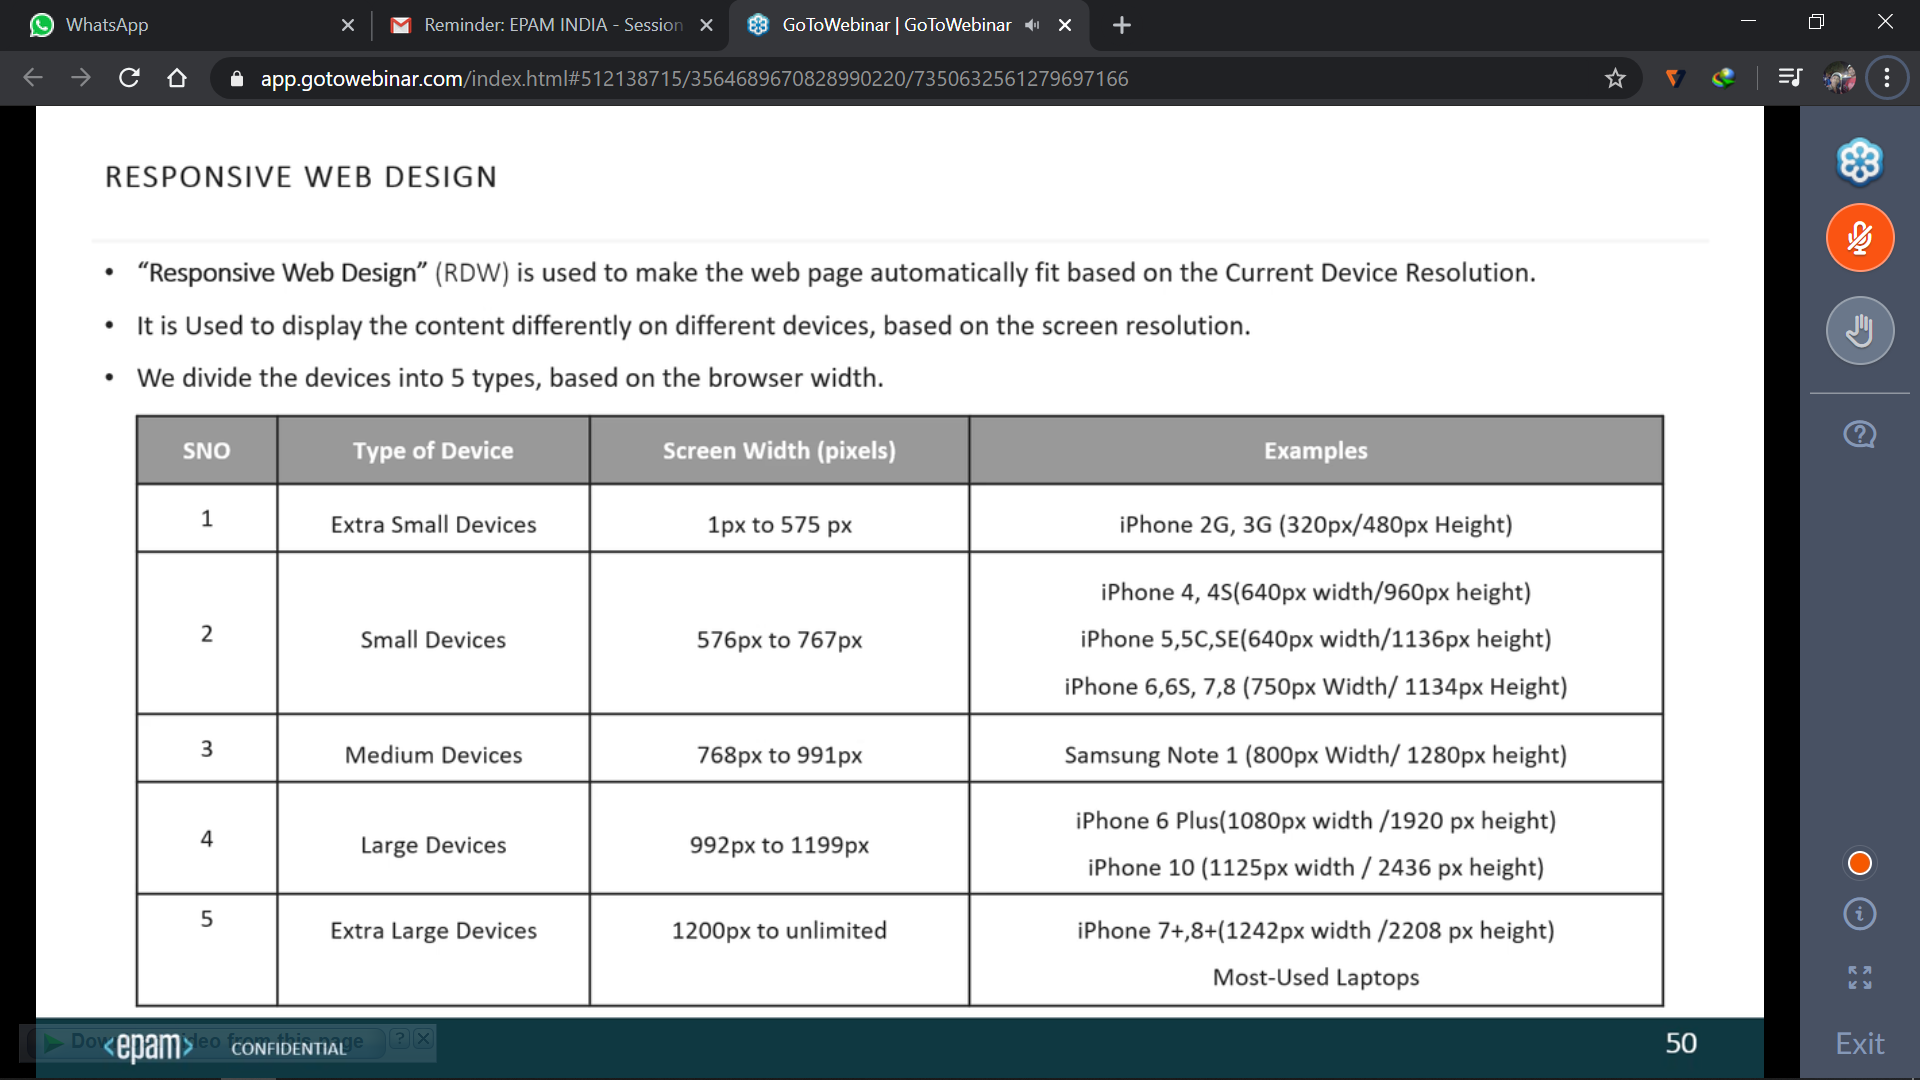 WhatsApp
Reminder: EPAM INDIA - Session
GoToWebinar | GoToWebinar
app.gotowebinar.com/index.html#512138715/3564689670828990220/7350632561279697166
RESPONSIVE WEB DESIGN
• “Responsive Web Design” (RDW) is used to make the web page automatically fit based on the Current Device Resolution.
• It is Used to display the content differently on different devices, based on the screen resolution.
• We divide the devices into 5 types, based on the browser width.
SNO Type of Device Screen Width (pixels) Examples
1 Extra Small Devices 1px to 575 px iPhone 2G, 3G (320px/480px Height)
iPhone 4, 4S(640px width/960px height)
2 Small Devices 576px to 767px iPhone 5,5C,SE(640px width/1136px height)
iPhone 6,6S, 7,8 (750px Width/ 1134px Height)
3 Medium Devices 768px to 991px Samsung Note 1 (800px Width/ 1280px height)
iPhone 6 Plus(1080px width /1920 px height)
4 Large Devices 992px to 1199px
iPhone 10 (1125px width / 2436 px height)
5 Extra Large Devices 1200px to unlimited iPhone 7+,8+(1242px width /2208 px height)
Most-Used Laptops
<epam> CONFIDENTIAL
from this page
50
Exit